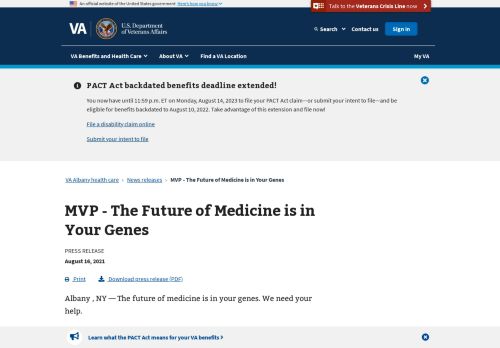 An official website of the United States government Here's how you know
Talk to the Veterans Crisis Line now
VA
U.S. Department
of Veterans Affairs
Search
Contact us
Sign in
VA Benefits and Health Care
About VA
Find a VA Location
My VA
PACT Act backdated benefits deadline extended!
You now have until 11:59 p.m. ET on Monday, August 14, 2023 to file your PACT Act claim—or submit your intent to file—and be
eligible for benefits backdated to August 10, 2022. Take advantage of this extension and file now!
File a disability claim online
Submit your intent to file
VA Albany health care › News releases › MVP - The Future of Medicine is in Your Genes
MVP - The Future of Medicine is in
Your Genes
PRESS RELEASE
August 16, 2021
Print
Download press release (PDF)
Albany , NY — The future of medicine is in your genes. We need your
help.
Learn what the PACT Act means for your VA benefits >